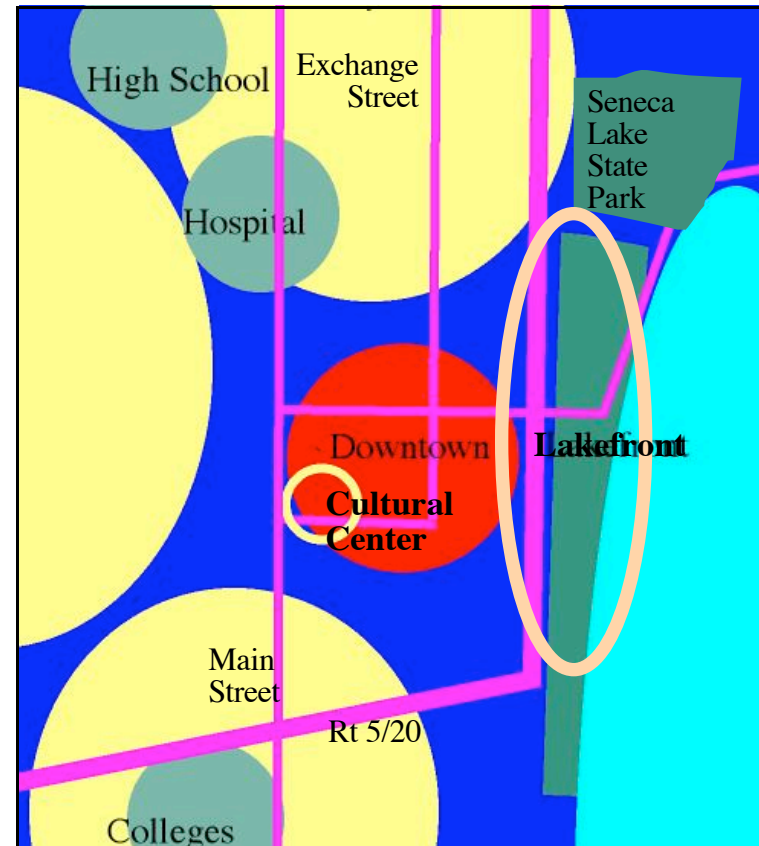 High School
Exchange
Street
Seneca
Lake
State
Park
Hospital
Downtown
Lakefront
Cultural
Center
Main
Street
Rt 5/20
Colleges